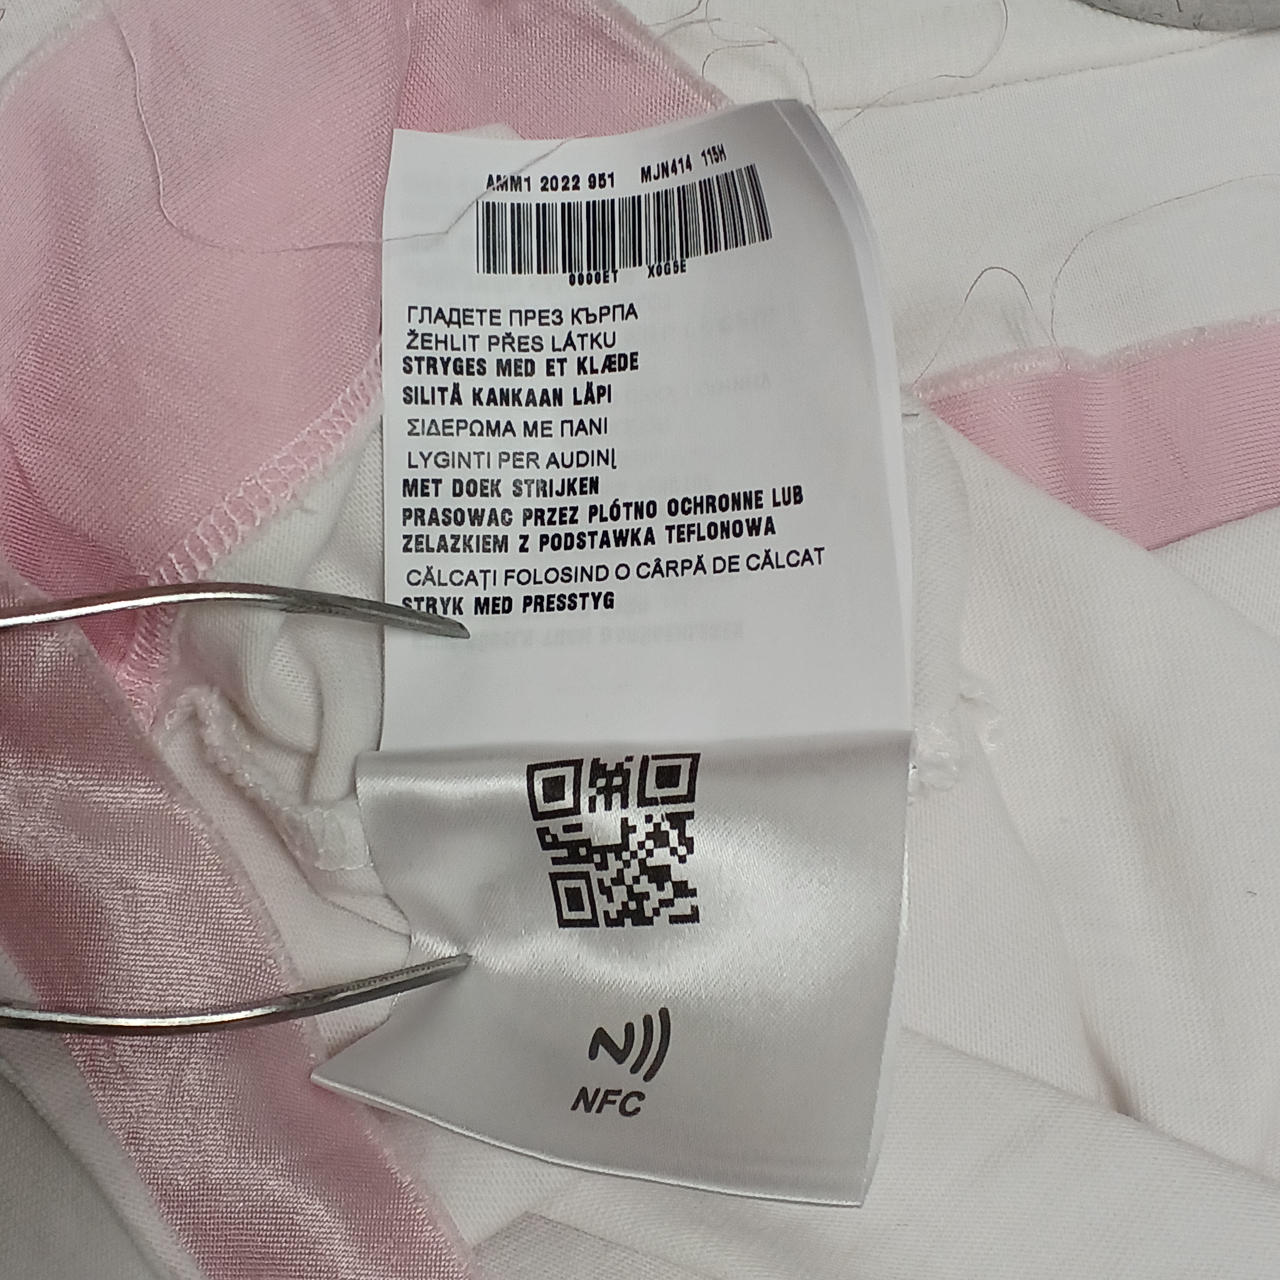 AMM1 2022 951 MJN414 115H
0000ET X0G5E
ГЛАДЕТЕ ПРЕЗ КЪРПА
ŽEHLIT PŘES LÁTKU
STRYGES MED ET KLÆDE
SILITÄ KANKAAN LÄPI
ΣΙΔΕΡΩΜΑ ΜΕ ΠΑΝΙ
LYGINTI PER AUDINĮ
MET DOEK STRIJKEN
PRASOWAC PRZEZ PLÓTNO OCHRONNE LUB
ZELAZKIEM Z PODSTAWKA TEFLONOWA
CĂLCAȚI FOLOSIND O CÂRPĂ DE CĂLCAT
STRYK MED PRESSTYG
NFC